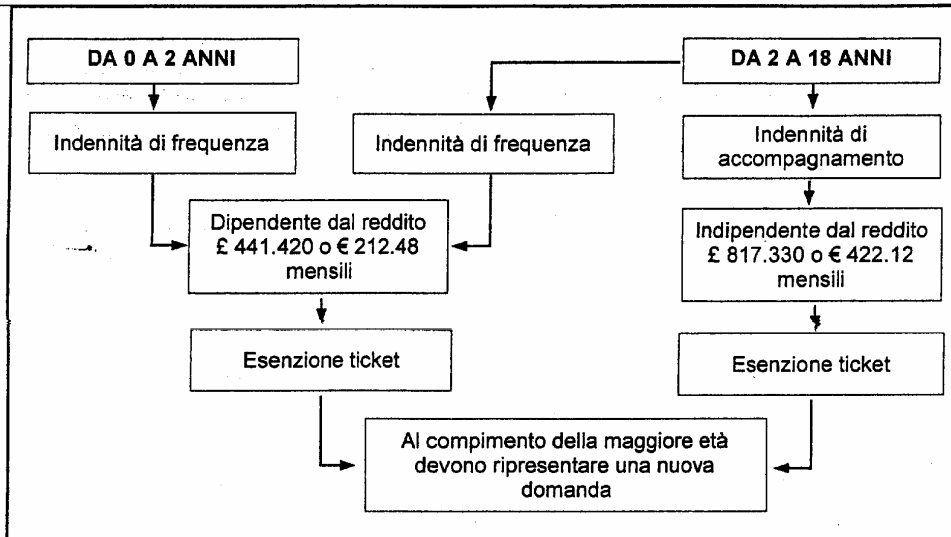 DA 0 A 2 ANNI
DA 2 A 18 ANNI
Indennità di frequenza
Indennità di frequenza
Indennità di
accompagnamento
Dipendente dal reddito
£ 441.420 o € 212.48
mensili
Indipendente dal reddito
£ 817.330 o € 422.12
mensili
Esenzione ticket
Esenzione ticket
Al compimento della maggiore età
devono ripresentare una nuova
domanda